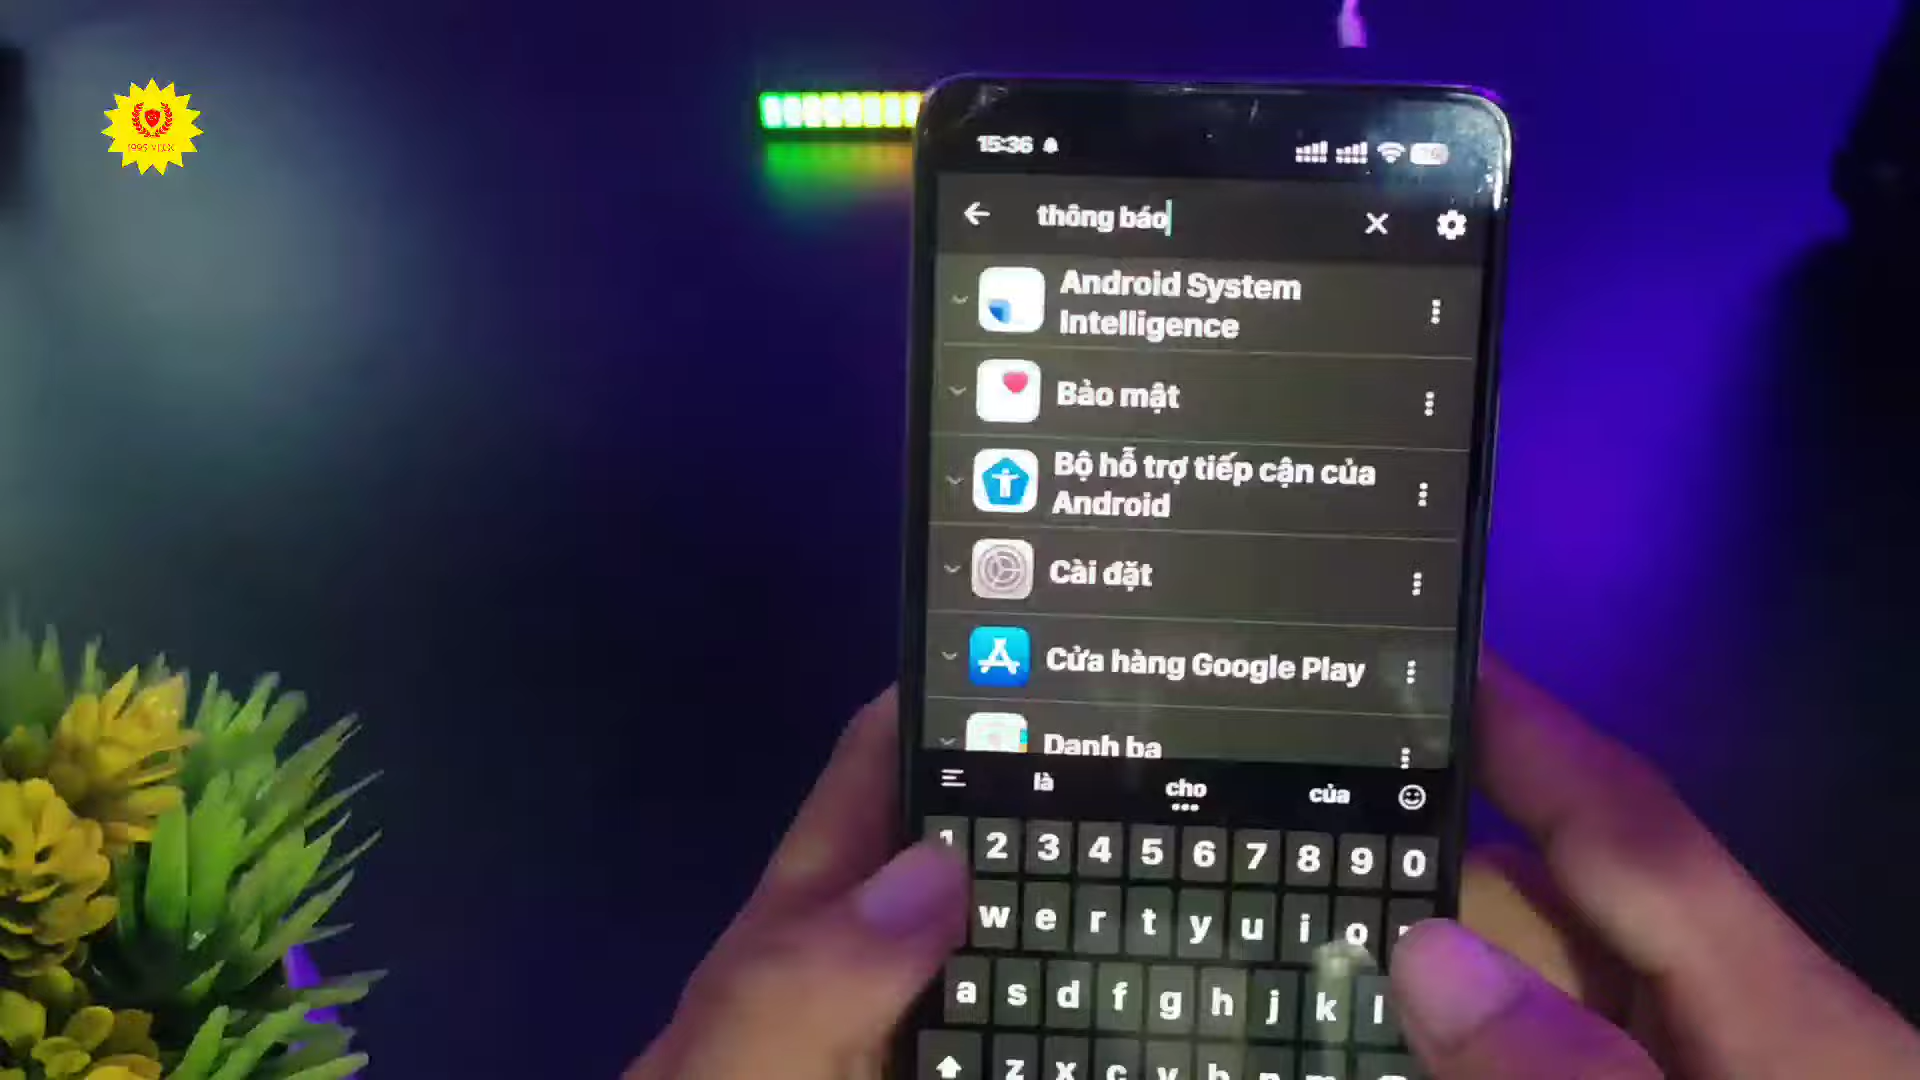 15:36
thông báo
Android System
Intelligence
Bảo mật
Bộ hỗ trợ tiếp cận của
Android
Cài đặt
Cửa hàng Google Play
Danh bạ
là cho của
1 2 3 4 5 6 7 8 9 0
w e r t y u i o
a s d f g h j k l
z x c v b n m